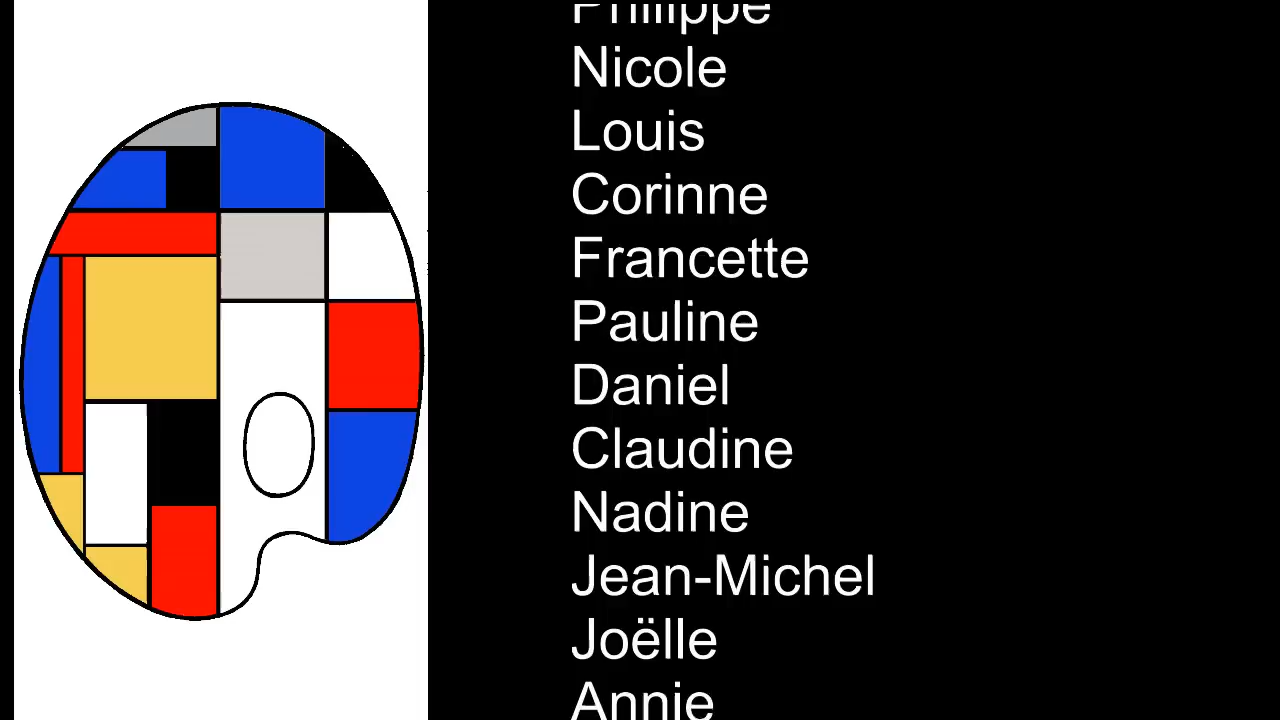 Philippe
Nicole
Louis
Corinne
Francette
Pauline
Daniel
Claudine
Nadine
Jean-Michel
Joëlle
Annie